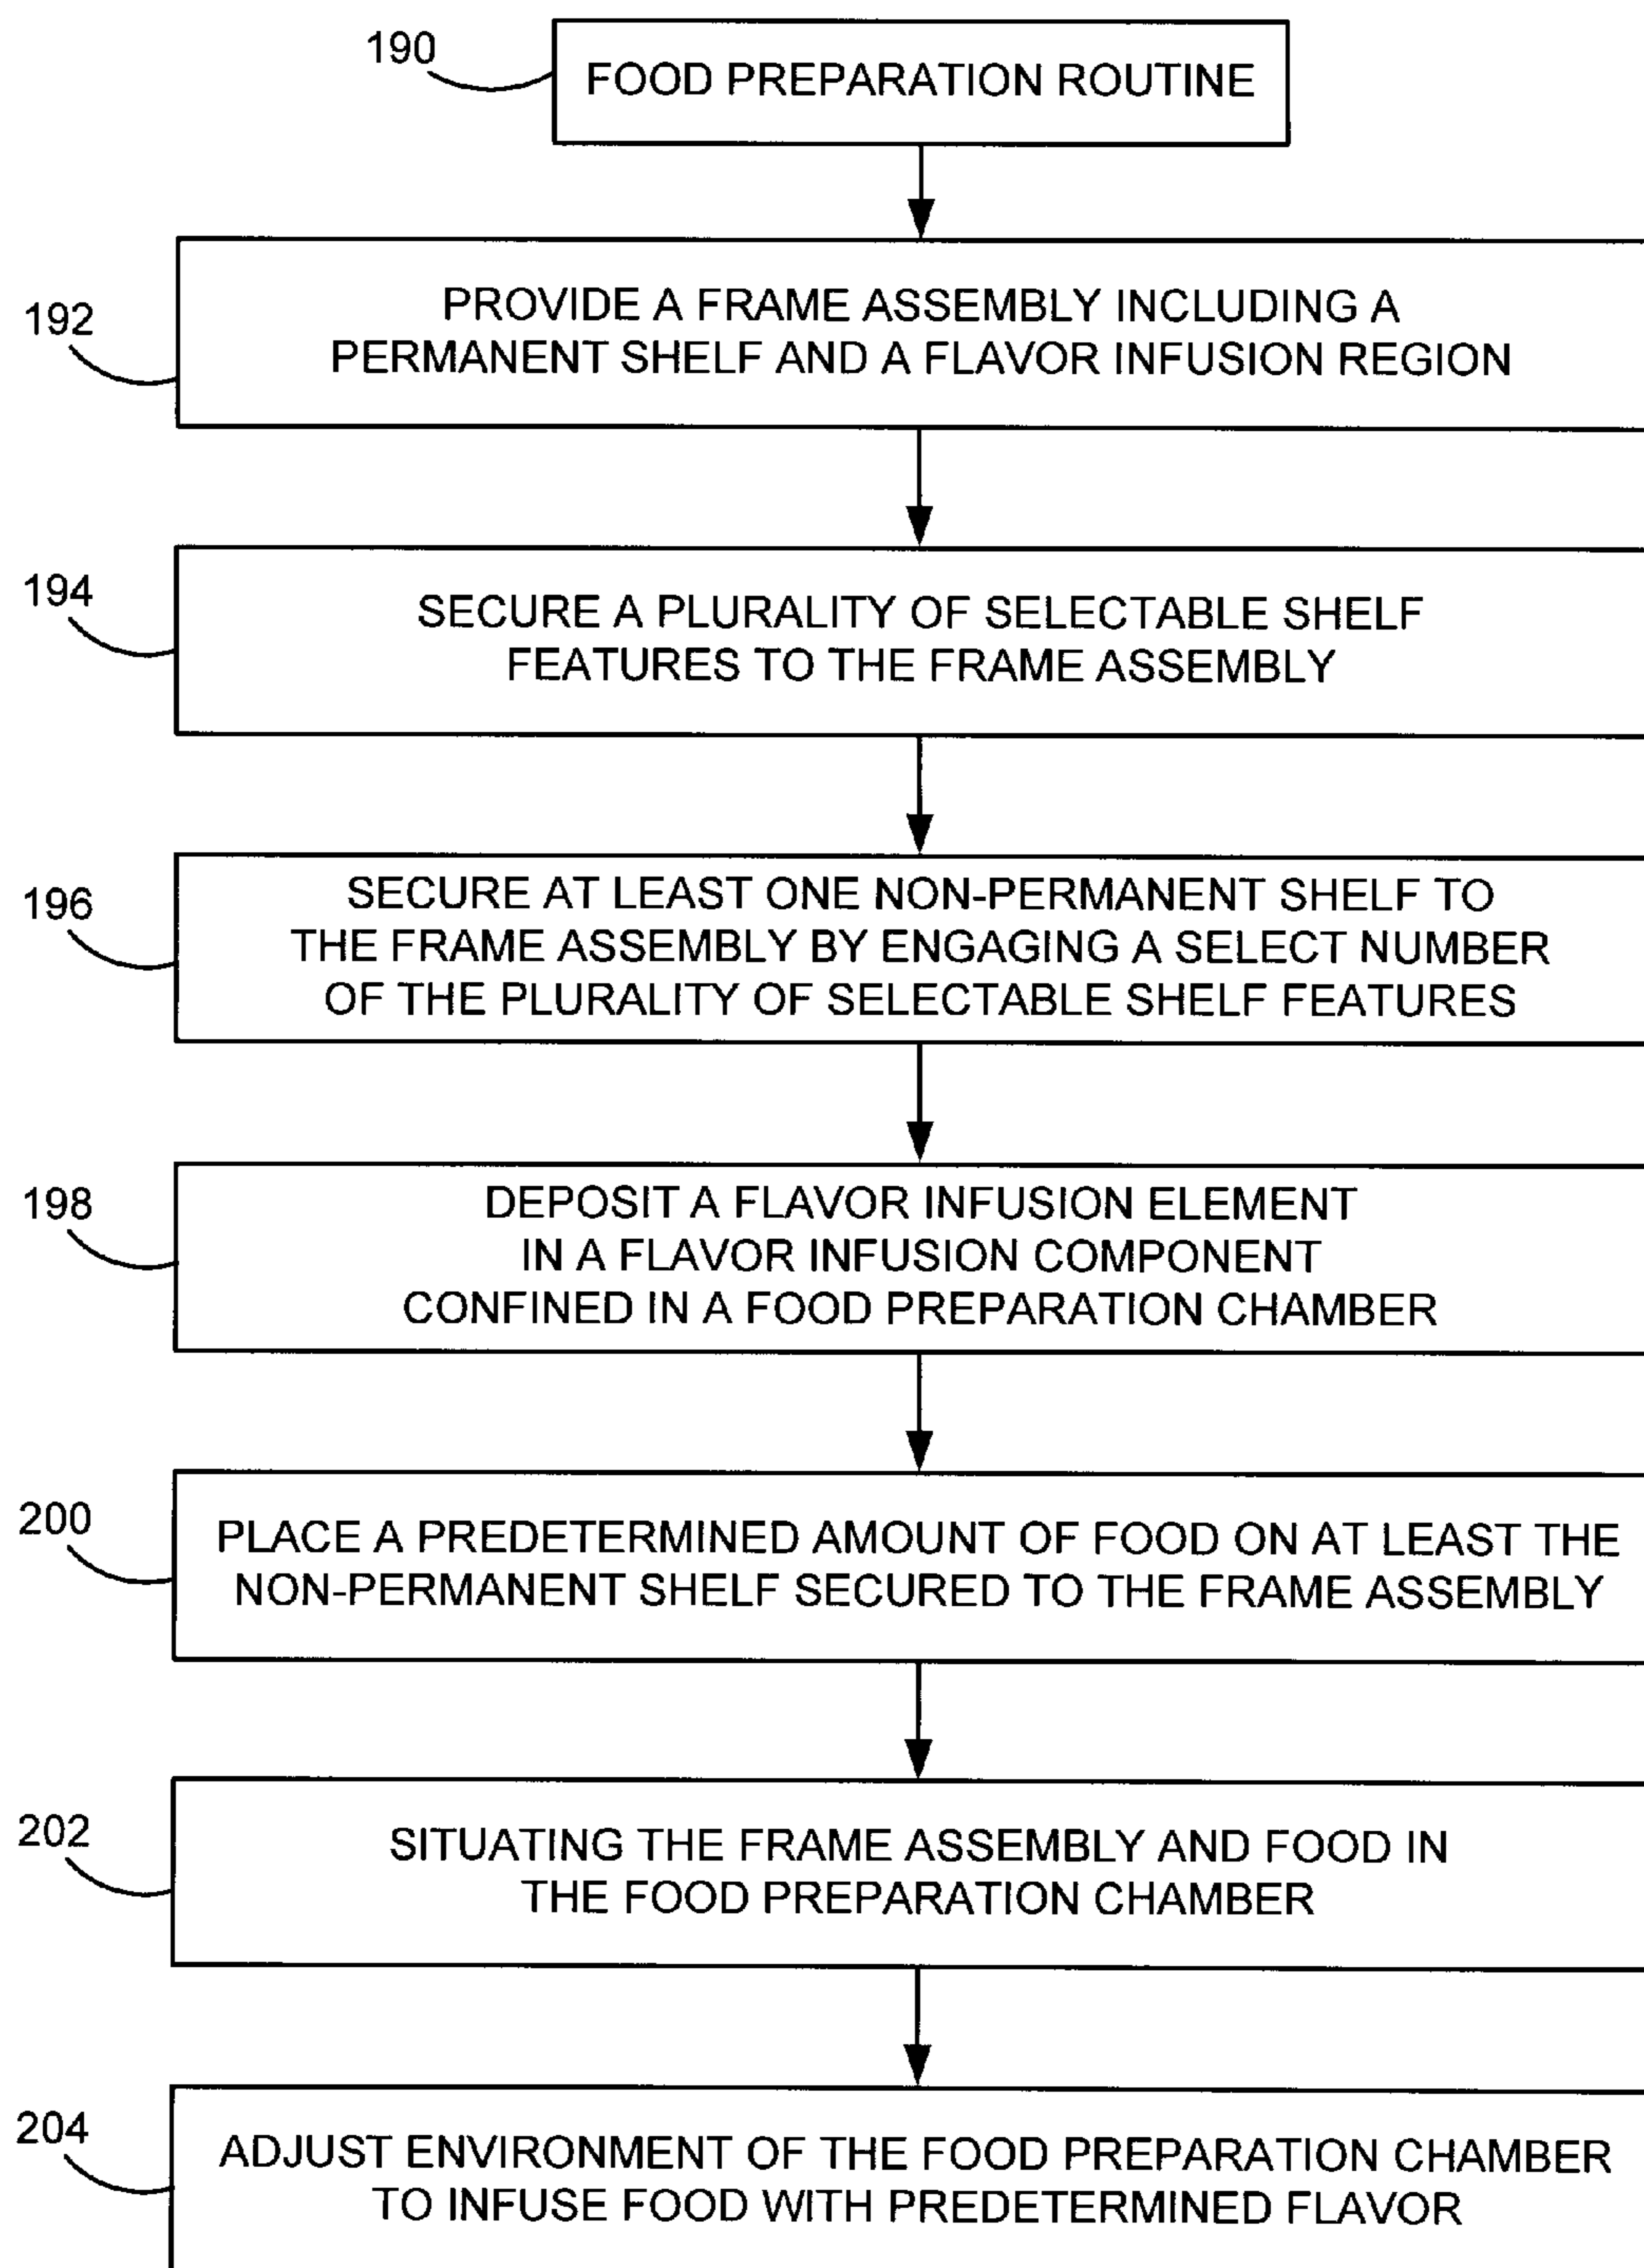 190
FOOD PREPARATION ROUTINE
192
PROVIDE A FRAME ASSEMBLY INCLUDING A
PERMANENT SHELF AND A FLAVOR INFUSION REGION
194
SECURE A PLURALITY OF SELECTABLE SHELF
FEATURES TO THE FRAME ASSEMBLY
196
SECURE AT LEAST ONE NON-PERMANENT SHELF TO
THE FRAME ASSEMBLY BY ENGAGING A SELECT NUMBER
OF THE PLURALITY OF SELECTABLE SHELF FEATURES
198
DEPOSIT A FLAVOR INFUSION ELEMENT
IN A FLAVOR INFUSION COMPONENT
CONFINED IN A FOOD PREPARATION CHAMBER
200
PLACE A PREDETERMINED AMOUNT OF FOOD ON AT LEAST THE
NON-PERMANENT SHELF SECURED TO THE FRAME ASSEMBLY
202
SITUATING THE FRAME ASSEMBLY AND FOOD IN
THE FOOD PREPARATION CHAMBER
204
ADJUST ENVIRONMENT OF THE FOOD PREPARATION CHAMBER
TO INFUSE FOOD WITH PREDETERMINED FLAVOR